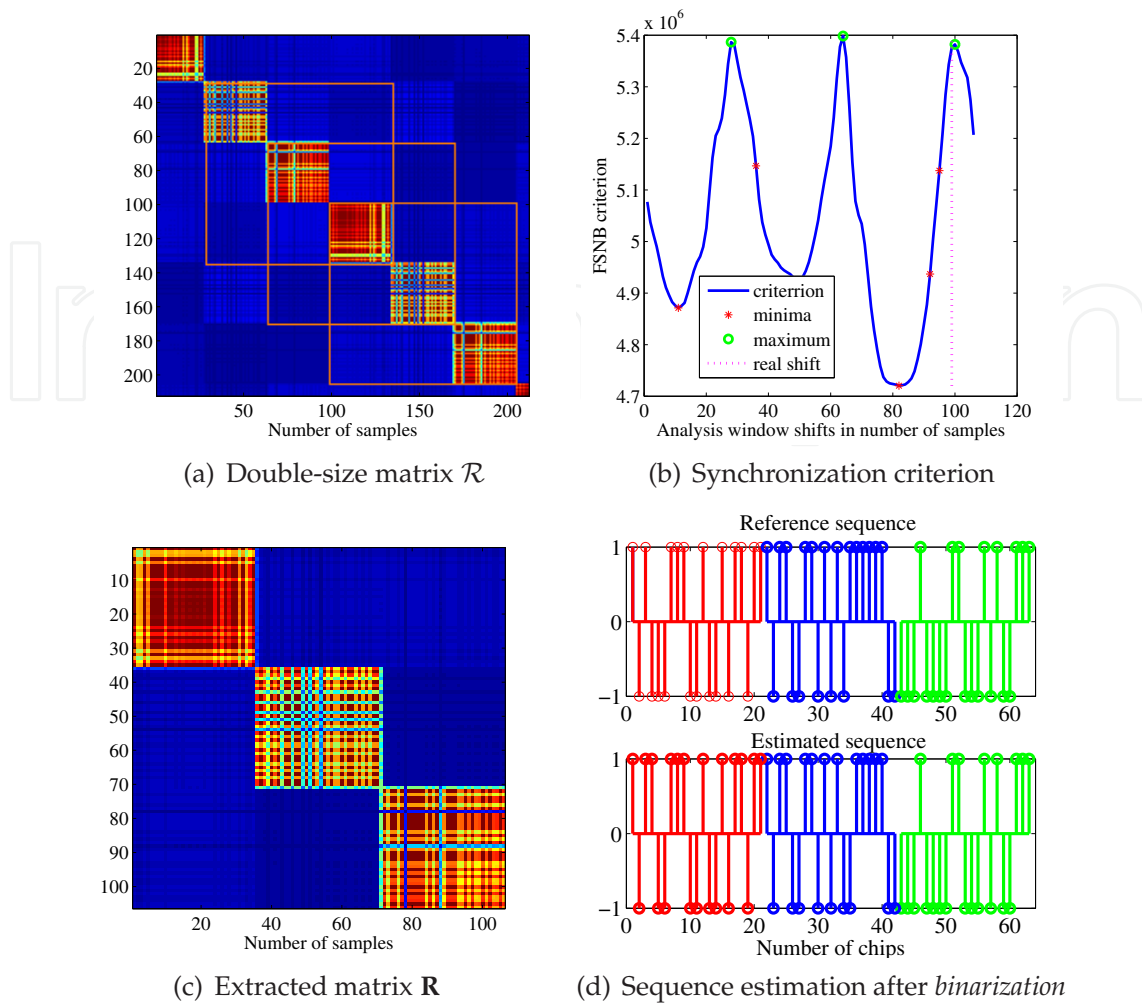 20
40
60
80
100
120
140
160
180
200
50 100 150 200
Number of samples
(a) Double-size matrix R
x 10^6
5.4
5.3
5.2
5.1
5
4.9
4.8
4.7
FSNB criterion
criterrion
minima
maximum
real shift
0 20 40 60 80 100 120
Analysis window shifts in number of samples
(b) Synchronization criterion
10
20
30
40
50
60
70
80
90
100
20 40 60 80 100
Number of samples
(c) Extracted matrix R
Reference sequence
1
0
−1
0 10 20 30 40 50 60
Estimated sequence
1
0
−1
0 10 20 30 40 50 60
Number of chips
(d) Sequence estimation after binarization